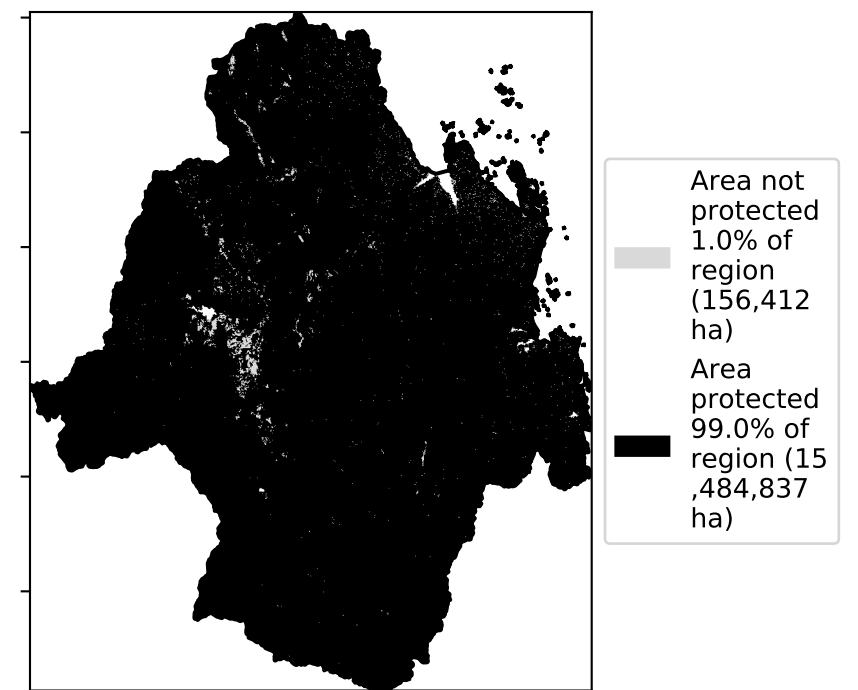 Area not
protected
1.0% of
region
(156,412
ha)
Area
protected
99.0% of
region (15
,484,837
ha)